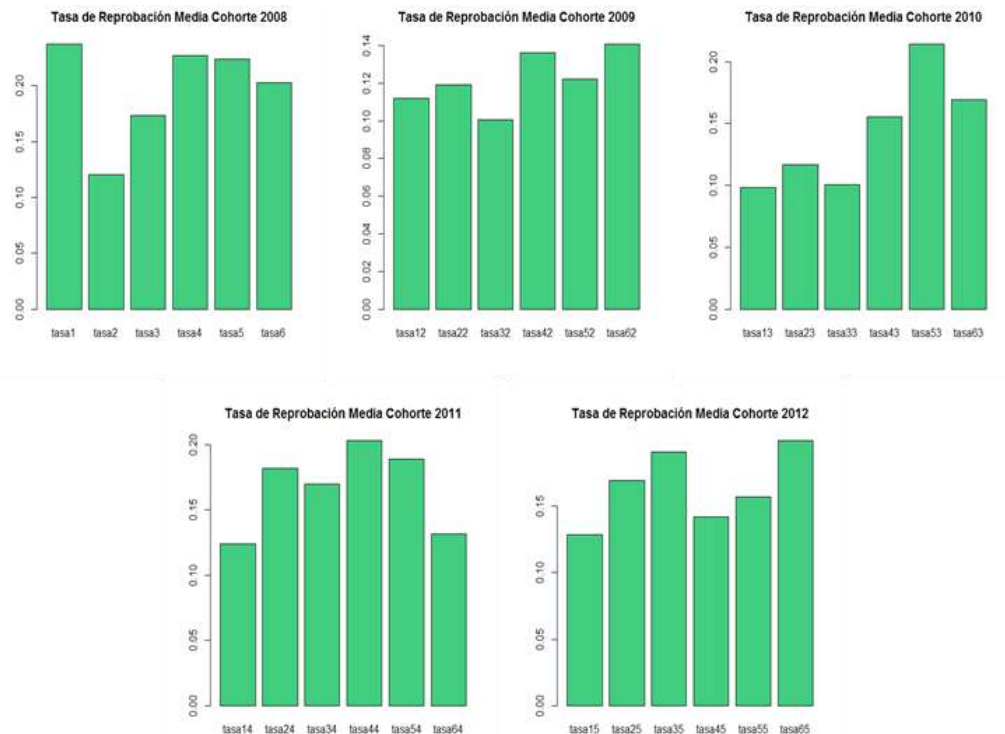 Tasa de Reprobación Media Cohorte 2008
0.20
0.15
0.10
0.05
0.00
tasa1 tasa2 tasa3 tasa4 tasa5 tasa6
Tasa de Reprobación Media Cohorte 2009
0.14
0.12
0.10
0.08
0.06
0.04
0.02
0.00
tasa12 tasa22 tasa32 tasa42 tasa52 tasa62
Tasa de Reprobación Media Cohorte 2010
0.20
0.15
0.10
0.05
0.00
tasa13 tasa23 tasa33 tasa43 tasa53 tasa63
Tasa de Reprobación Media Cohorte 2011
0.20
0.15
0.10
0.05
0.00
tasa14 tasa24 tasa34 tasa44 tasa54 tasa64
Tasa de Reprobación Media Cohorte 2012
0.15
0.10
0.05
0.00
tasa15 tasa25 tasa35 tasa45 tasa55 tasa65